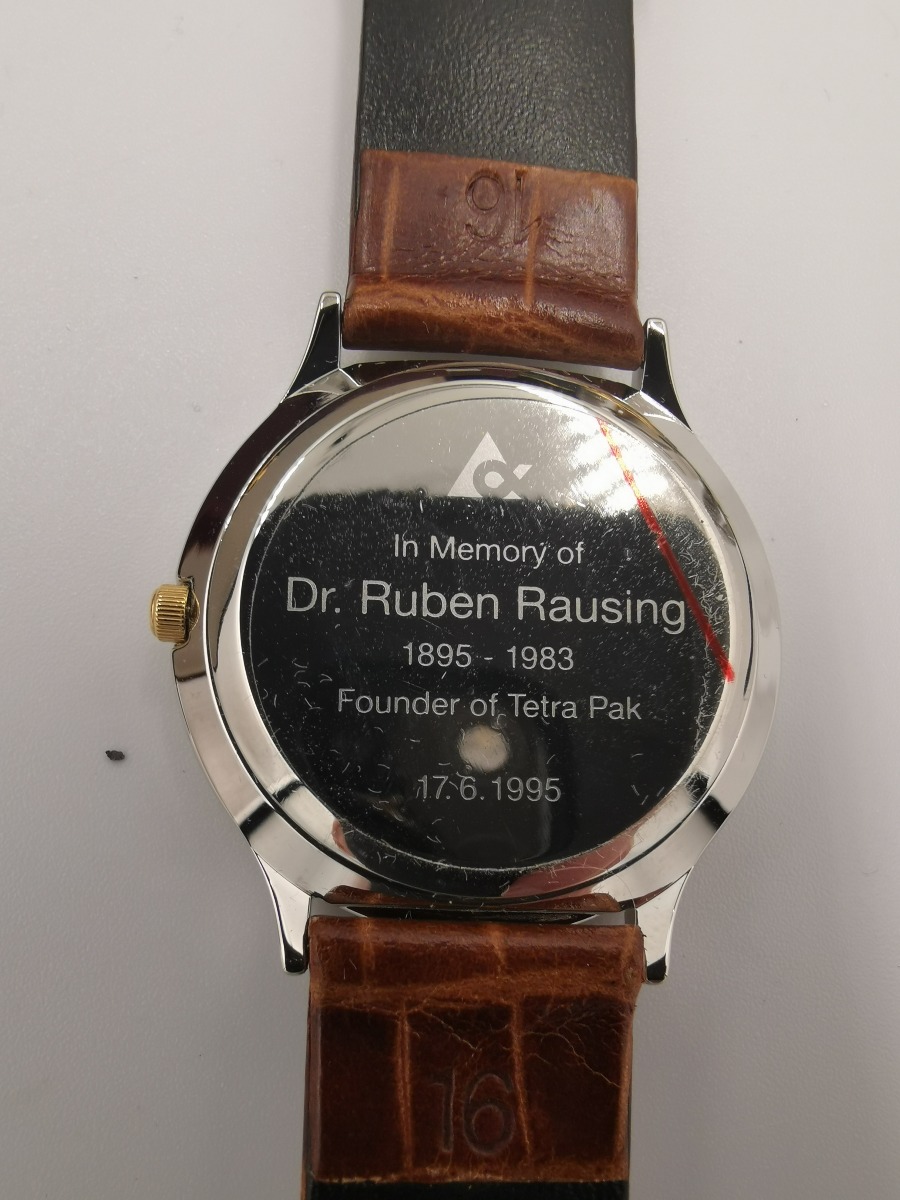 16
In Memory of
Dr. Ruben Rausing
1895 - 1983
Founder of Tetra Pak
17.6.1995
16